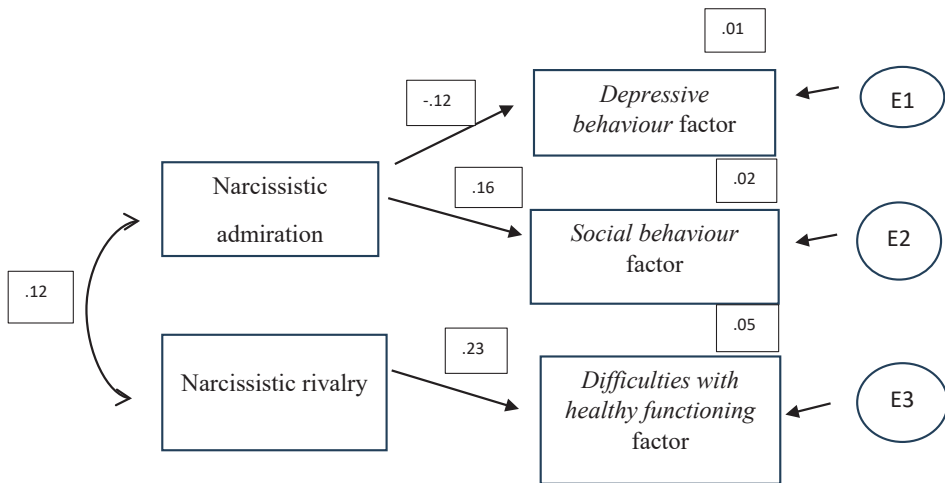 .01
Depressive
behaviour factor
E1
-.12
Narcissistic
admiration
.16
.02
Social behaviour
factor
E2
.12
.05
Narcissistic rivalry
.23
Difficulties with
healthy functioning
factor
E3